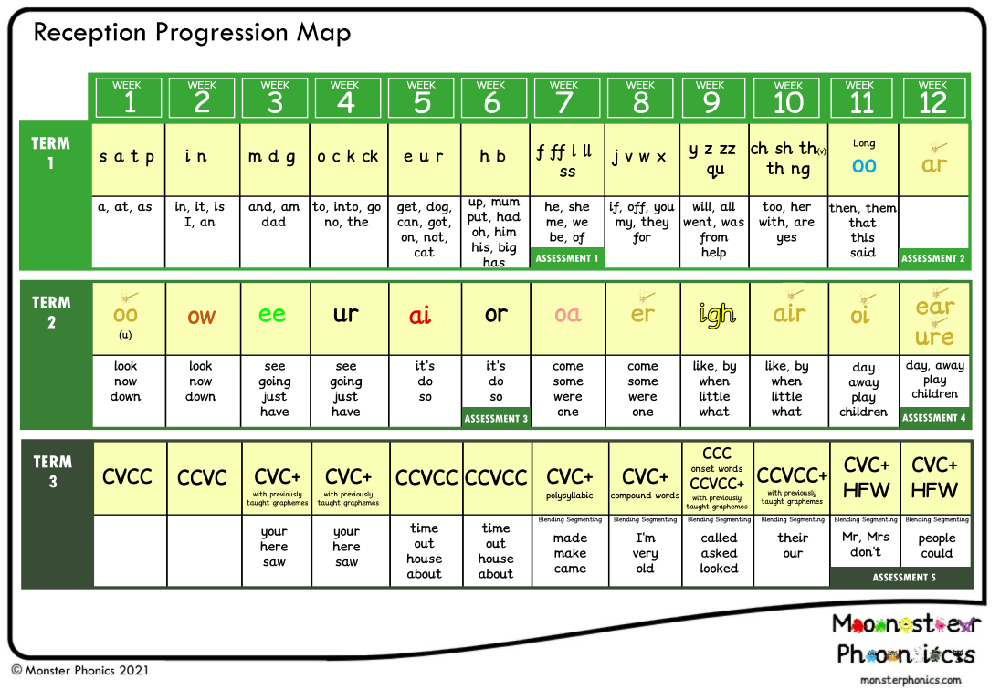 Reception Progression Map
WEEK 1 WEEK 2 WEEK 3 WEEK 4 WEEK 5 WEEK 6 WEEK 7 WEEK 8 WEEK 9 WEEK 10 WEEK 11 WEEK 12
TERM 1
s a t p
i n
m d g
o c k ck
e u r
h b
f ff l ll
ss
j v w x
y z zz
qu
ch sh th(v)
th ng
Long
oo
ar
a, at, as
in, it, is
I, an
and, am
dad
to, into, go
no, the
get, dog,
can, got,
on, not,
cat
up, mum
put, had
oh, him
his, big
has
he, she
me, we
be, of
ASSESSMENT 1
if, off, you
my, they
for
will, all
went, was
from
help
too, her
with, are
yes
then, them
that
this
said
ASSESSMENT 2
TERM 2
oo
(u)
ow
ee
ur
ai
or
oa
er
igh
air
oi
ear
ure
look
now
down
look
now
down
see
going
just
have
see
going
just
have
it's
do
so
it's
do
so
ASSESSMENT 3
come
some
were
one
come
some
were
one
like, by
when
little
what
like, by
when
little
what
day
away
play
children
day, away
play
children
ASSESSMENT 4
TERM 3
CVCC
CCVC
CVC+
with previously
taught graphemes
CVC+
with previously
taught graphemes
CCVCC
CCVCC
CVC+
polysyllabic
CVC+
compound words
CCC
onset words
CCVCC+
with previously
taught graphemes
CCVCC+
with previously
taught graphemes
CVC+
HFW
CVC+
HFW
your
here
saw
your
here
saw
time
out
house
about
time
out
house
about
Blending Segmenting
made
make
came
Blending Segmenting
I'm
very
old
Blending Segmenting
called
asked
looked
Blending Segmenting
their
our
Blending Segmenting
Mr, Mrs
don't
Blending Segmenting
people
could
ASSESSMENT 5
Monster
Phonics
monsterphonics.com
© Monster Phonics 2021